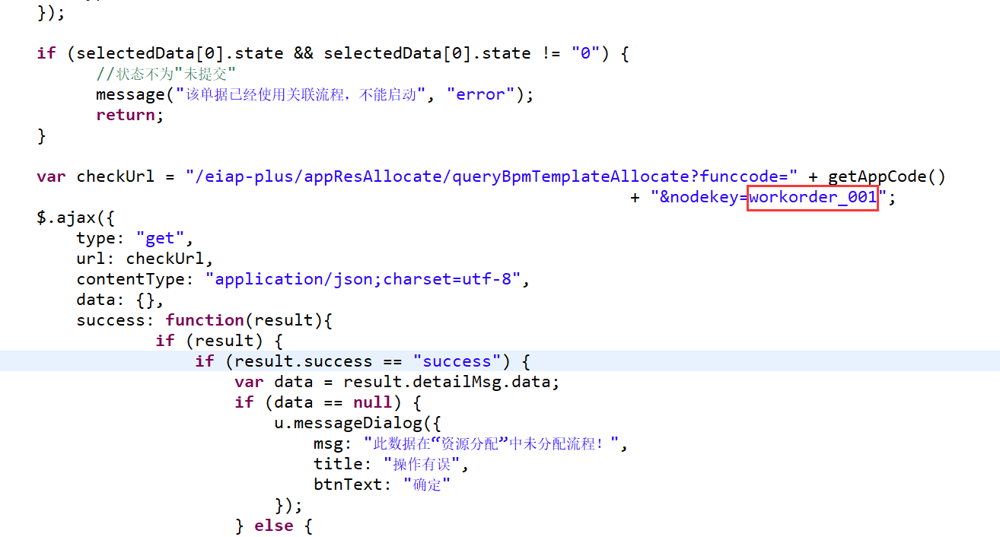 });
if (selectedData[0].state && selectedData[0].state != "0") {
//状态不为"未提交"
message("该单据已经使用关联流程，不能启动", "error");
return;
}
var checkUrl = "/eiap-plus/appResAllocate/queryBpmTemplateAllocate?funccode=" + getAppCode()
+ "&nodekey=workorder_001";
$.ajax({
type: "get",
url: checkUrl,
contentType: "application/json;charset=utf-8",
data: {},
success: function(result){
if (result) {
if (result.success == "success") {
var data = result.detailMsg.data;
if (data == null) {
u.messageDialog({
msg: "此数据在“资源分配”中未分配流程！",
title: "操作有误",
btnText: "确定"
});
} else {